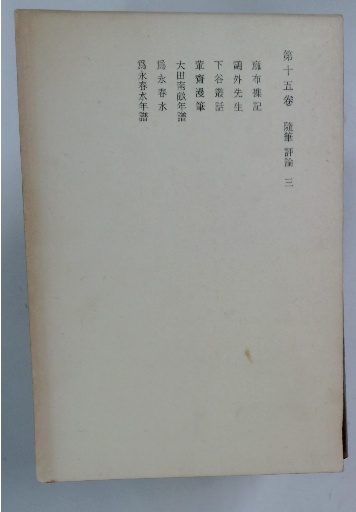 第十五卷 隨筆 評論 三
麻布襍記
鷗外先生
下谷叢話
葷齋漫筆
大田南畝年譜
爲永春水
爲永春水年譜